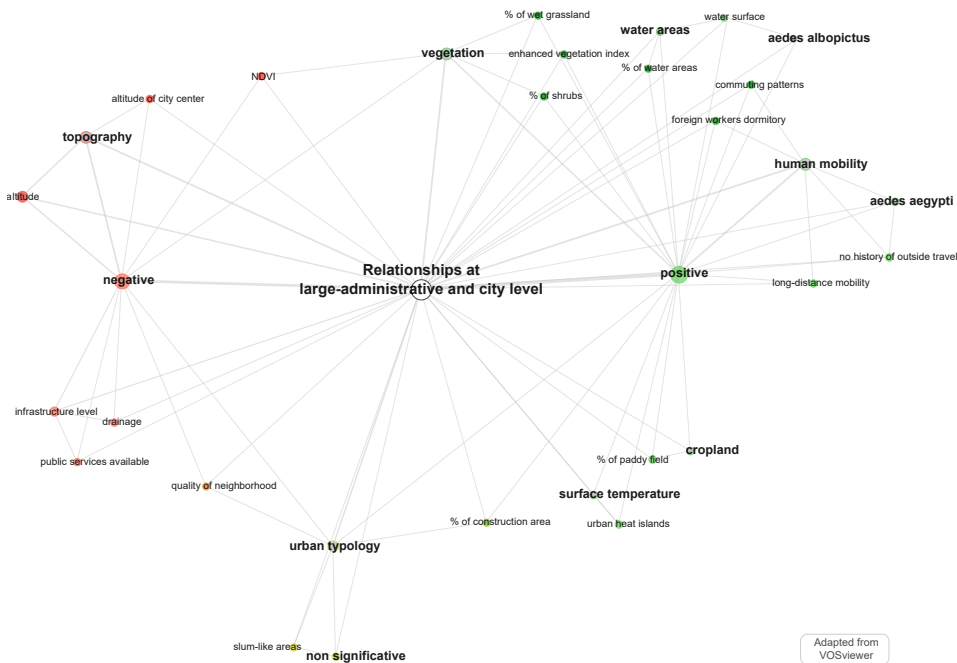 % of wet grassland
water surface
water areas
aedes albopictus
vegetation
enhanced vegetation index
% of water areas
NDVI
commuting patterns
% of shrubs
altitude of city center
foreign workers dormitory
topography
human mobility
altitude
aedes aegypti
no history of outside travel
Relationships at
large-administrative and city level
positive
negative
long-distance mobility
infrastructure level
drainage
cropland
public services available
% of paddy field
quality of neighborhood
surface temperature
% of construction area
urban heat islands
urban typology
slum-like areas
non significative
Adapted from
VOSviewer